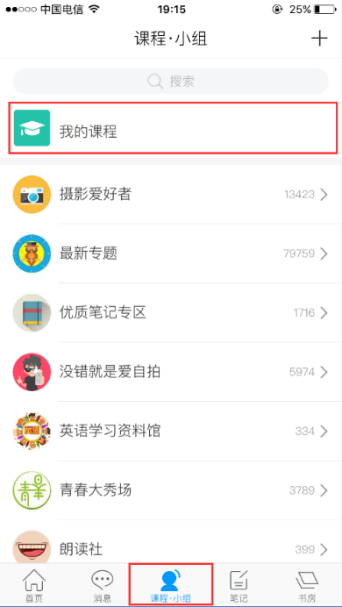 中国电信 19:15 25%
课程·小组
搜索
我的课程
摄影爱好者 13423
最新专题 79759
优质笔记专区 1716
没错就是爱自拍 5974
英语学习资料馆 334
青春大秀场 3789
朗读社 399
首页 消息 课程·小组 笔记 书房